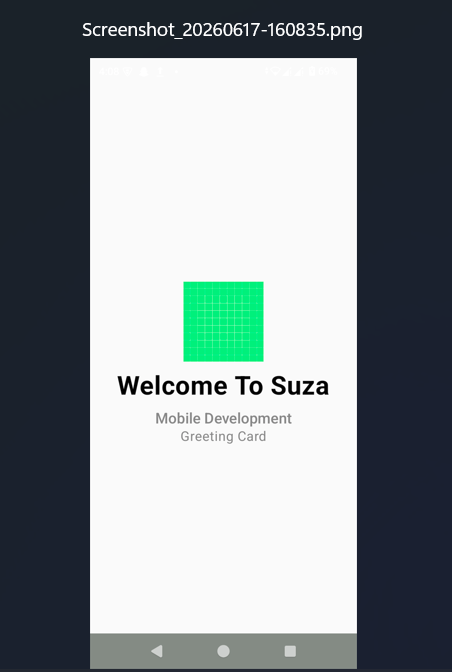 Screenshot_20260617-160835.png
Welcome To Suza
Mobile Development
Greeting Card